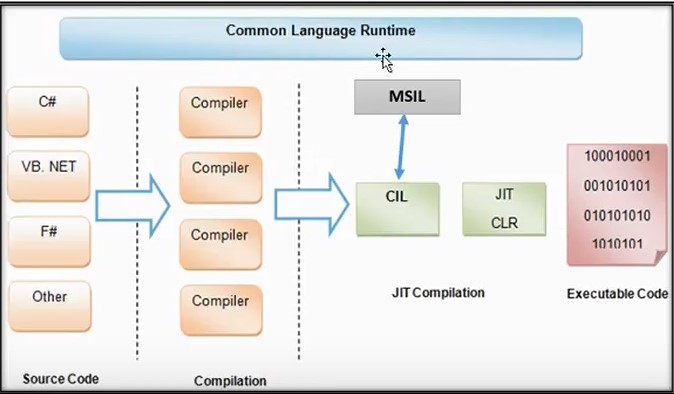 Common Language Runtime
MSIL
C#
VB. NET
F#
Other
Source Code
Compiler
Compiler
Compiler
Compiler
Compilation
CIL
JIT
CLR
JIT Compilation
100010001
001010101
010101010
1010101
Executable Code